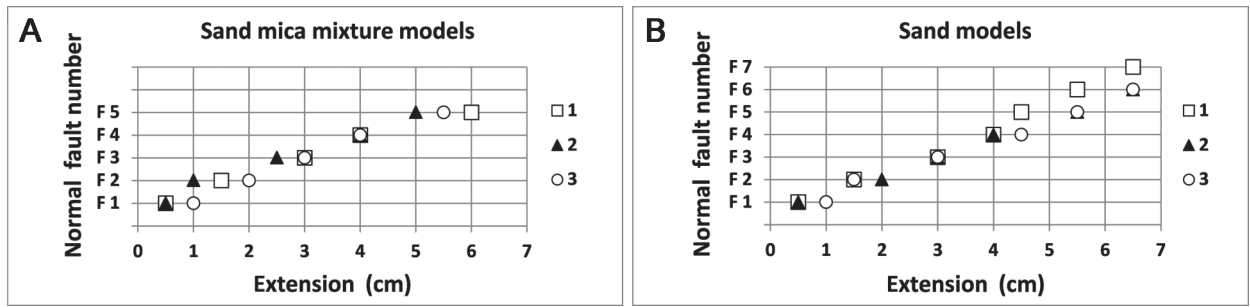 A
Sand mica mixture models
Normal fault number
F 5
F 4
F 3
F 2
F 1
0 1 2 3 4 5 6 7
Extension (cm)
1
2
3
B
Sand models
Normal fault number
F 7
F 6
F 5
F 4
F 3
F 2
F 1
0 1 2 3 4 5 6 7
Extension (cm)
1
2
3